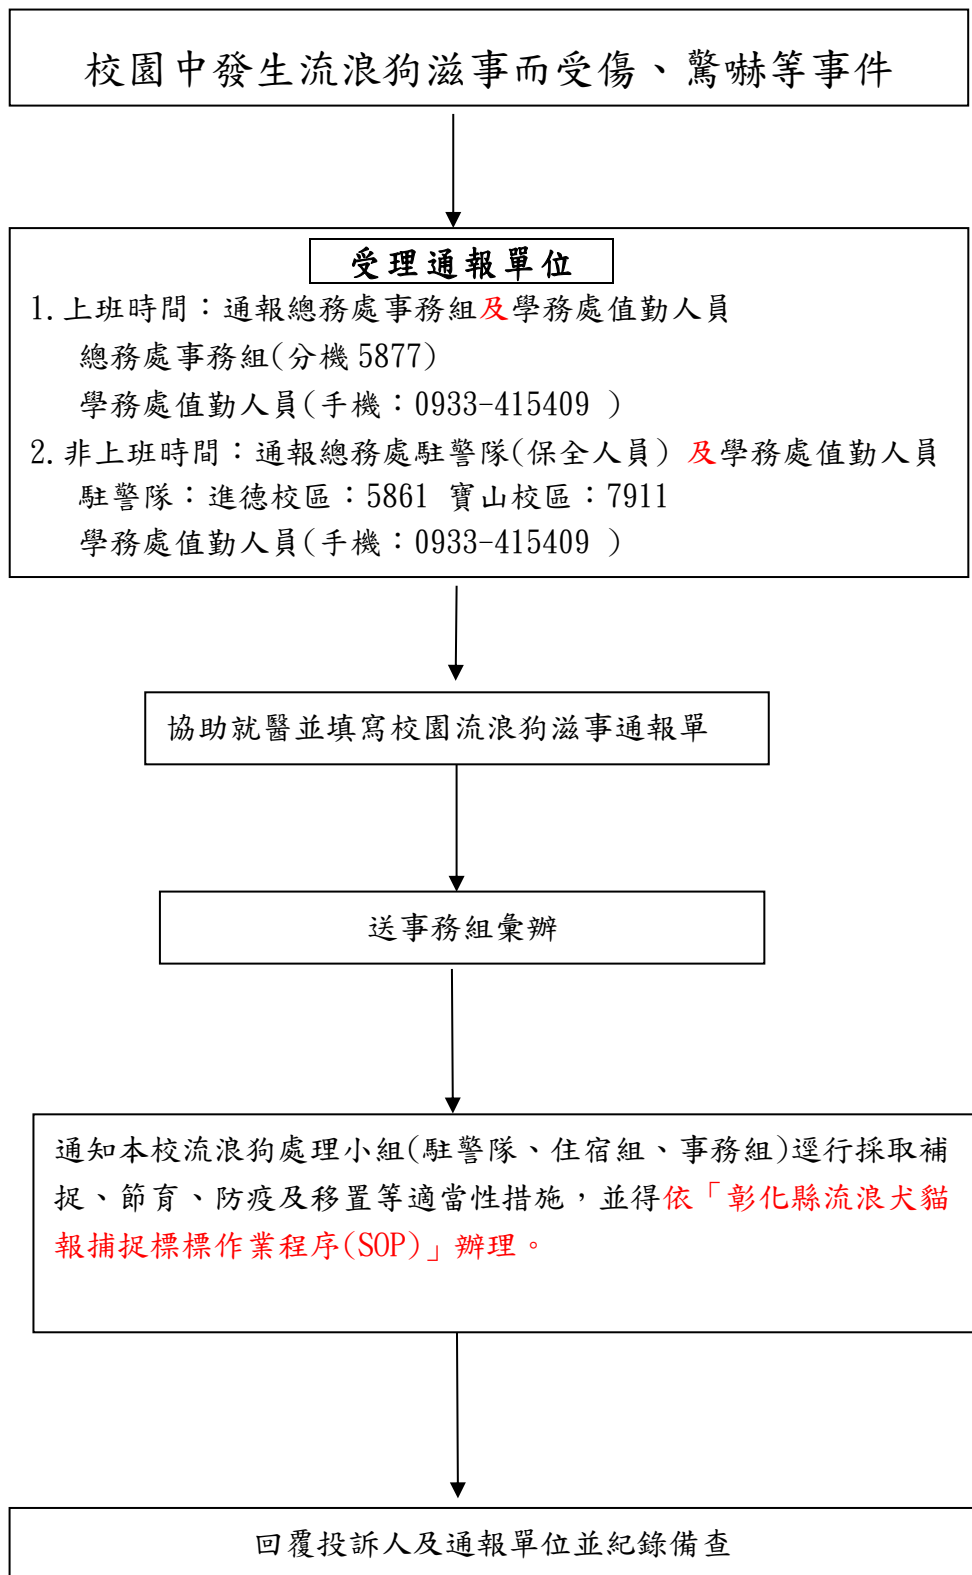 校園中發生流浪狗滋事而受傷、驚嚇等事件
受理通報單位
1.上班時間：通報總務處事務組及學務處值勤人員
總務處事務組(分機 5877)
學務處值勤人員(手機：0933-415409 )
2.非上班時間：通報總務處駐警隊(保全人員) 及學務處值勤人員
駐警隊：進德校區：5861 寶山校區：7911
學務處值勤人員(手機：0933-415409 )
協助就醫並填寫校園流浪狗滋事通報單
送事務組彙辦
通知本校流浪狗處理小組(駐警隊、住宿組、事務組)逕行採取補
捉、節育、防疫及移置等適當性措施，並得依「彰化縣流浪犬貓
報捕捉標標作業程序(SOP)」辦理。
回覆投訴人及通報單位並紀錄備查